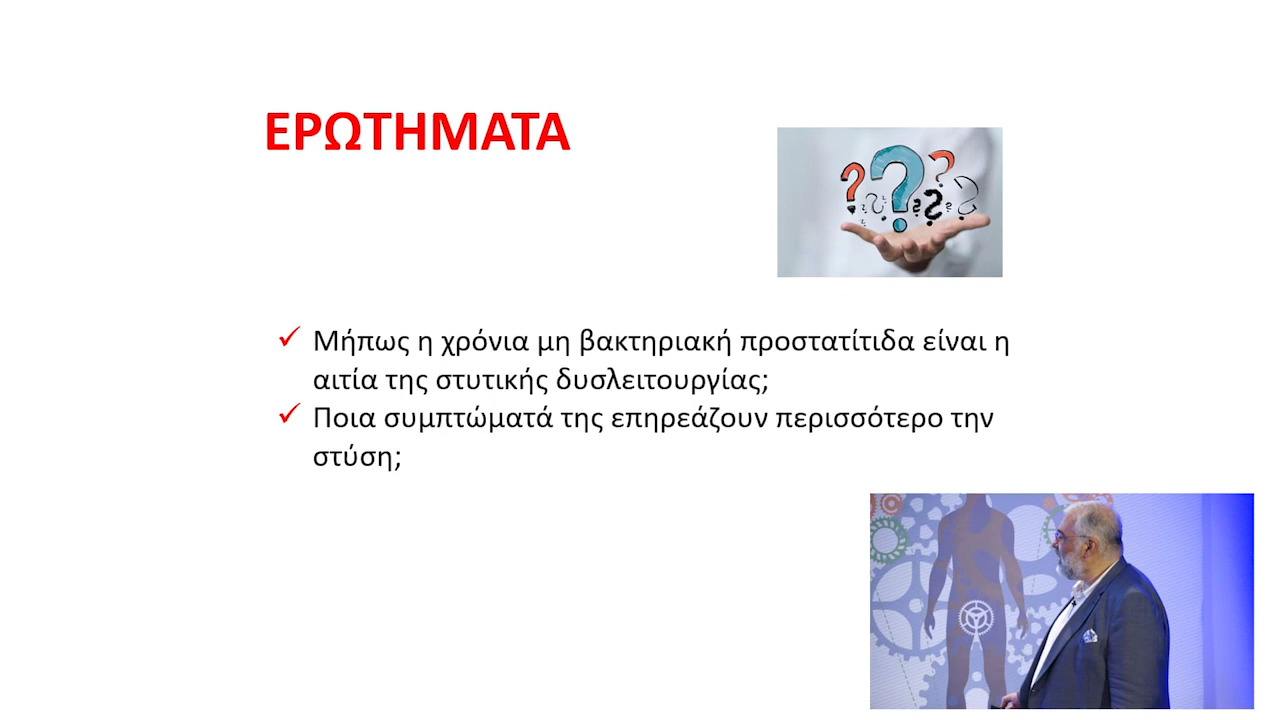 ΕΡΩΤΗΜΑΤΑ
✓ Μήπως η χρόνια μη βακτηριακή προστατίτιδα είναι η
αιτία της στυτικής δυσλειτουργίας;
✓ Ποια συμπτώματά της επηρεάζουν περισσότερο την
στύση;